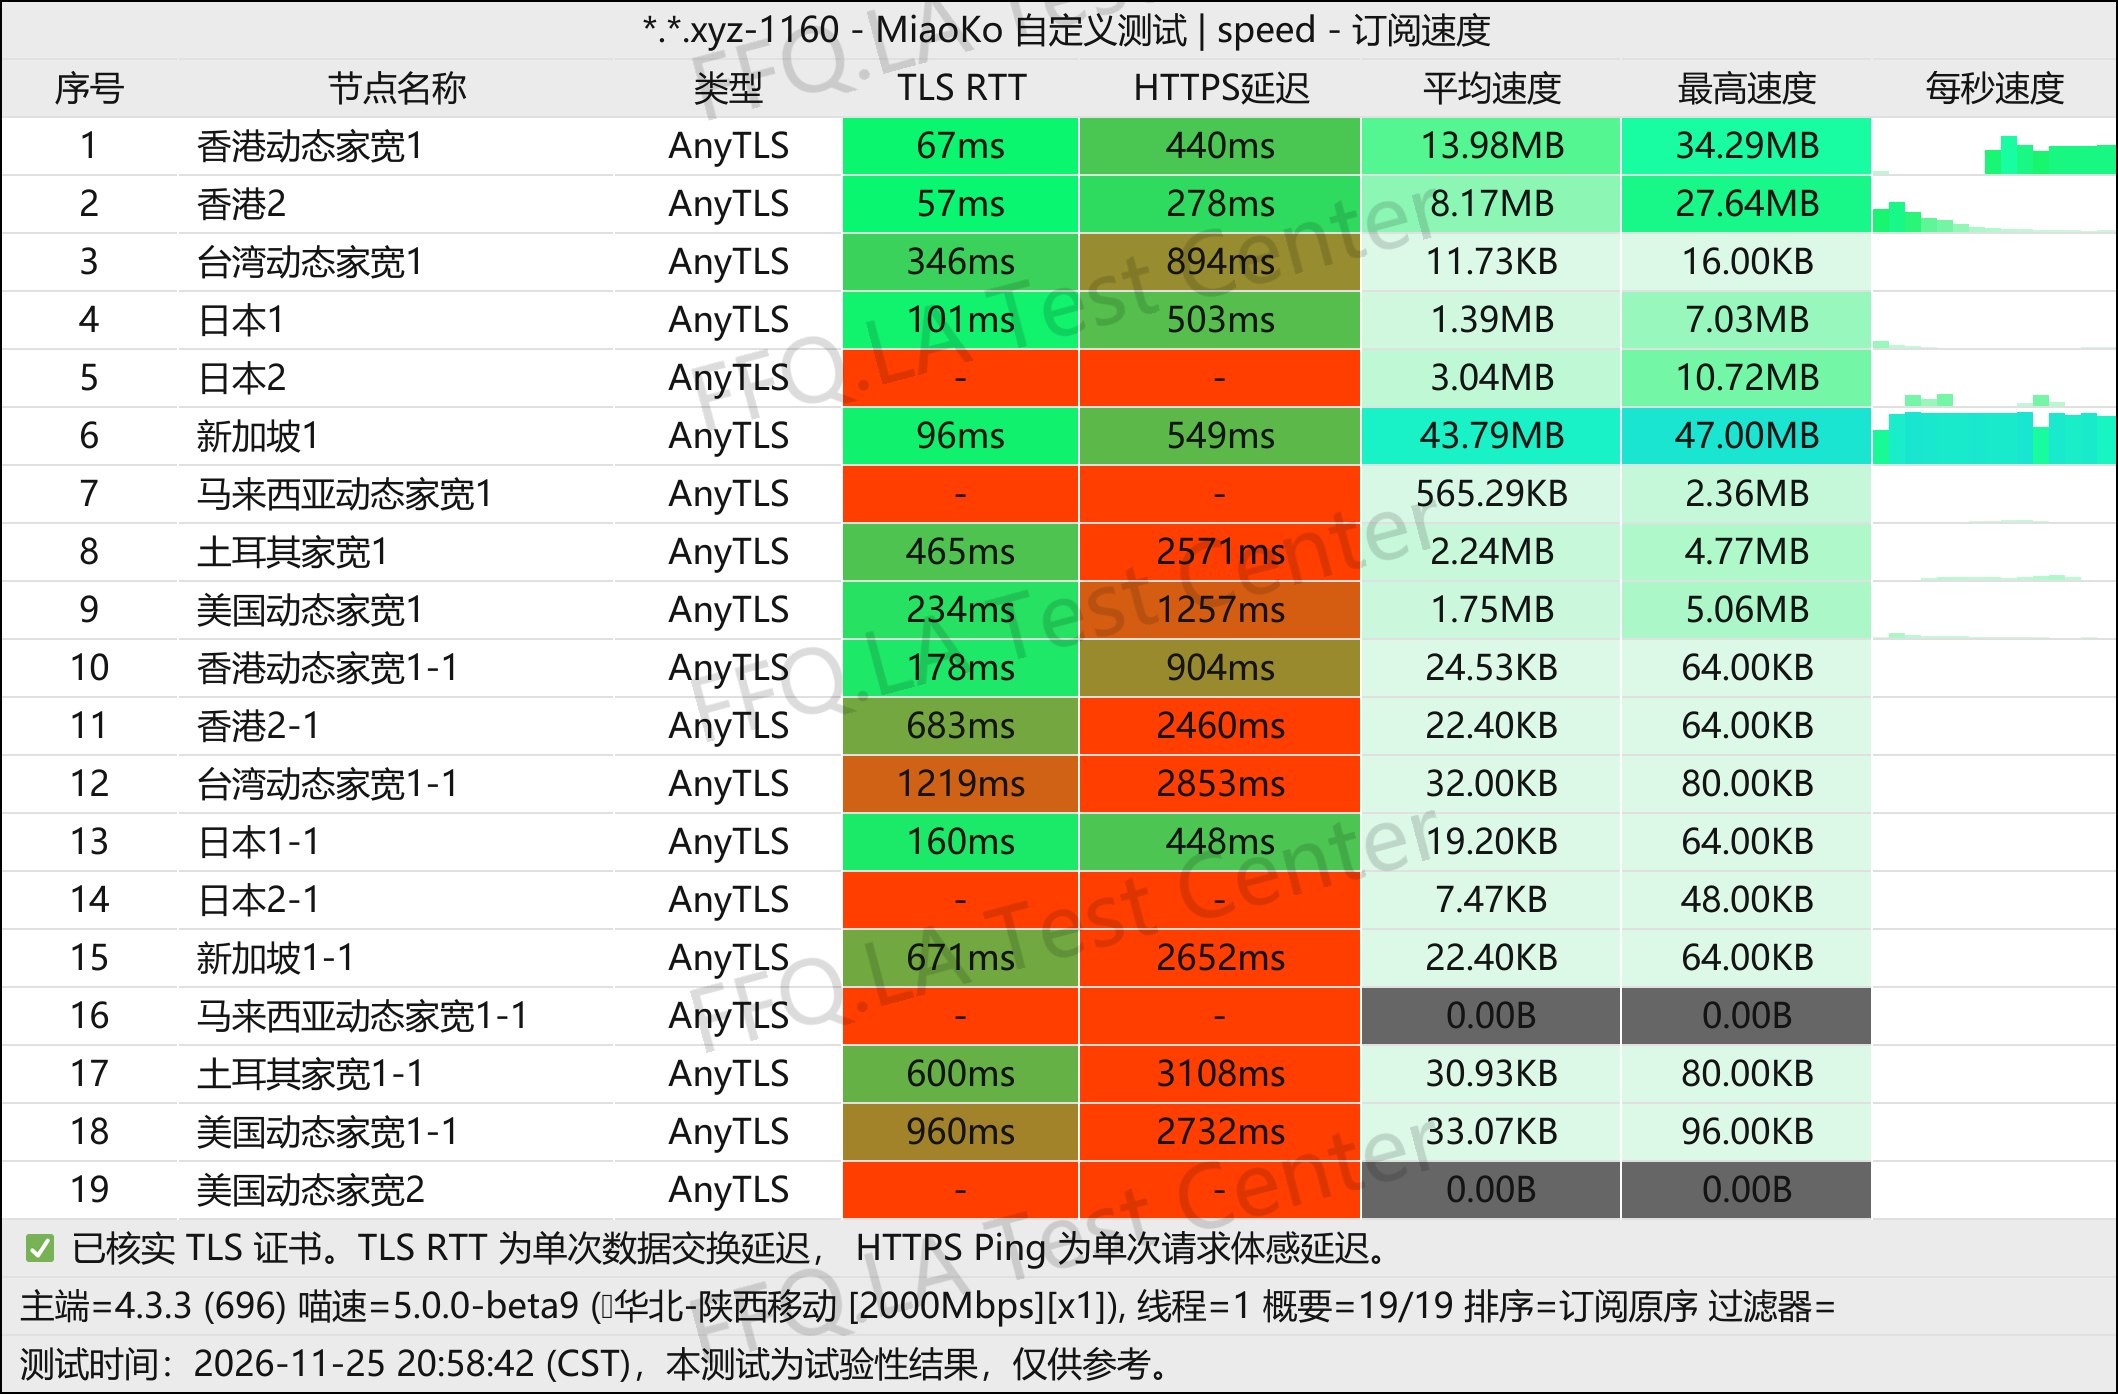 *.*.xyz-1160 - MiaoKo 自定义测试 | speed - 订阅速度
序号 节点名称 类型 TLS RTT HTTPS延迟 平均速度 最高速度 每秒速度
1 香港动态家宽1 AnyTLS 67ms 440ms 13.98MB 34.29MB
2 香港2 AnyTLS 57ms 278ms 8.17MB 27.64MB
3 台湾动态家宽1 AnyTLS 346ms 894ms 11.73KB 16.00KB
4 日本1 AnyTLS 101ms 503ms 1.39MB 7.03MB
5 日本2 AnyTLS - - 3.04MB 10.72MB
6 新加坡1 AnyTLS 96ms 549ms 43.79MB 47.00MB
7 马来西亚动态家宽1 AnyTLS - - 565.29KB 2.36MB
8 土耳其家宽1 AnyTLS 465ms 2571ms 2.24MB 4.77MB
9 美国动态家宽1 AnyTLS 234ms 1257ms 1.75MB 5.06MB
10 香港动态家宽1-1 AnyTLS 178ms 904ms 24.53KB 64.00KB
11 香港2-1 AnyTLS 683ms 2460ms 22.40KB 64.00KB
12 台湾动态家宽1-1 AnyTLS 1219ms 2853ms 32.00KB 80.00KB
13 日本1-1 AnyTLS 160ms 448ms 19.20KB 64.00KB
14 日本2-1 AnyTLS - - 7.47KB 48.00KB
15 新加坡1-1 AnyTLS 671ms 2652ms 22.40KB 64.00KB
16 马来西亚动态家宽1-1 AnyTLS - - 0.00B 0.00B
17 土耳其家宽1-1 AnyTLS 600ms 3108ms 30.93KB 80.00KB
18 美国动态家宽1-1 AnyTLS 960ms 2732ms 33.07KB 96.00KB
19 美国动态家宽2 AnyTLS - - 0.00B 0.00B
✅ 已核实 TLS 证书。TLS RTT 为单次数据交换延迟， HTTPS Ping 为单次请求体感延迟。
主端=4.3.3 (696) 喵速=5.0.0-beta9 (华北-陕西移动 [2000Mbps][x1]), 线程=1 概要=19/19 排序=订阅原序 过滤器=
测试时间：2026-11-25 20:58:42 (CST)，本测试为试验性结果，仅供参考。
FFQ.LA Test Center
FFQ.LA Test Center
FFQ.LA Test Center
FFQ.LA Test Center
FFQ.LA Test Center